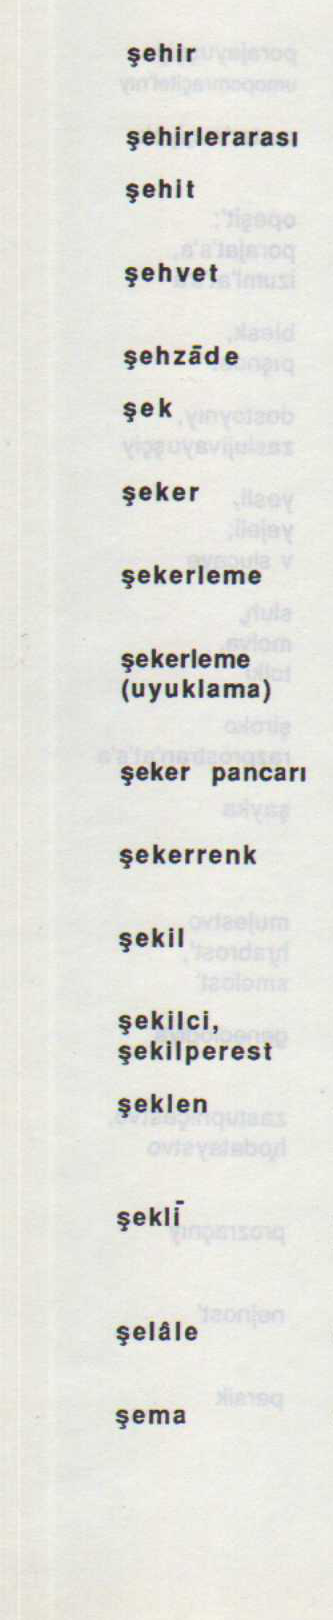 şehir
şehirlerarası
şehit
şehvet
şehzāde
şek
şeker
şekerleme
şekerleme
(uyuklama)
şeker pancarı
şekerrenk
şekil
şekilci,
şekilperest
şeklen
şeklī
şelâle
şema